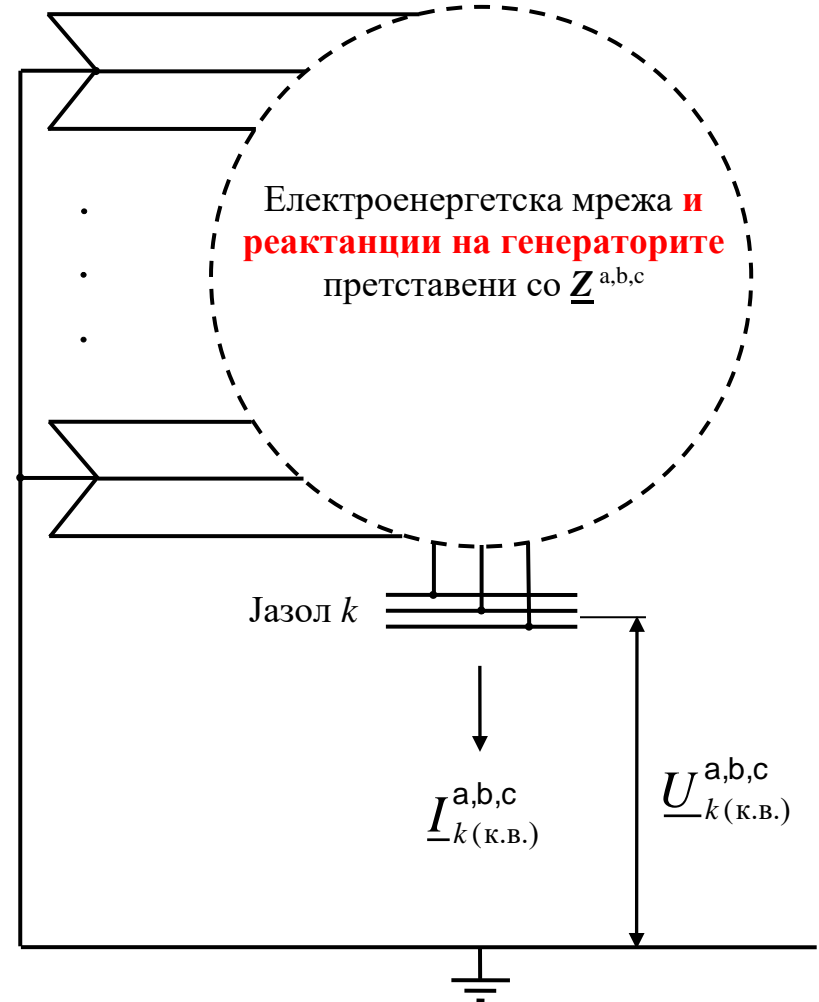 Електроенергетска мрежа и
реактанции на генераторите
претставени со Z a,b,c
Јазол k
I a,b,c k(к.в.)
U a,b,c k(к.в.)